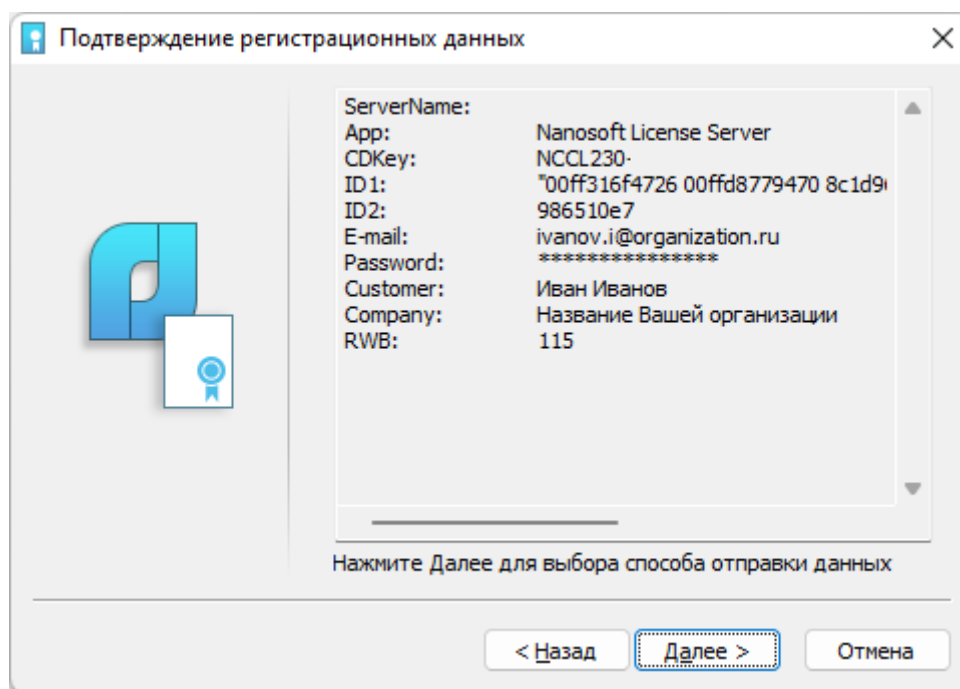 Подтверждение регистрационных данных
ServerName:
App: Nanosoft License Server
CDKey: NCCL230-
ID1: "00ff316f4726 00ffd8779470 8c1d9
ID2: 986510e7
E-mail: ivanov.i@organization.ru
Password: ***************
Customer: Иван Иванов
Company: Название Вашей организации
RWB: 115
Нажмите Далее для выбора способа отправки данных
< Назад Далее > Отмена